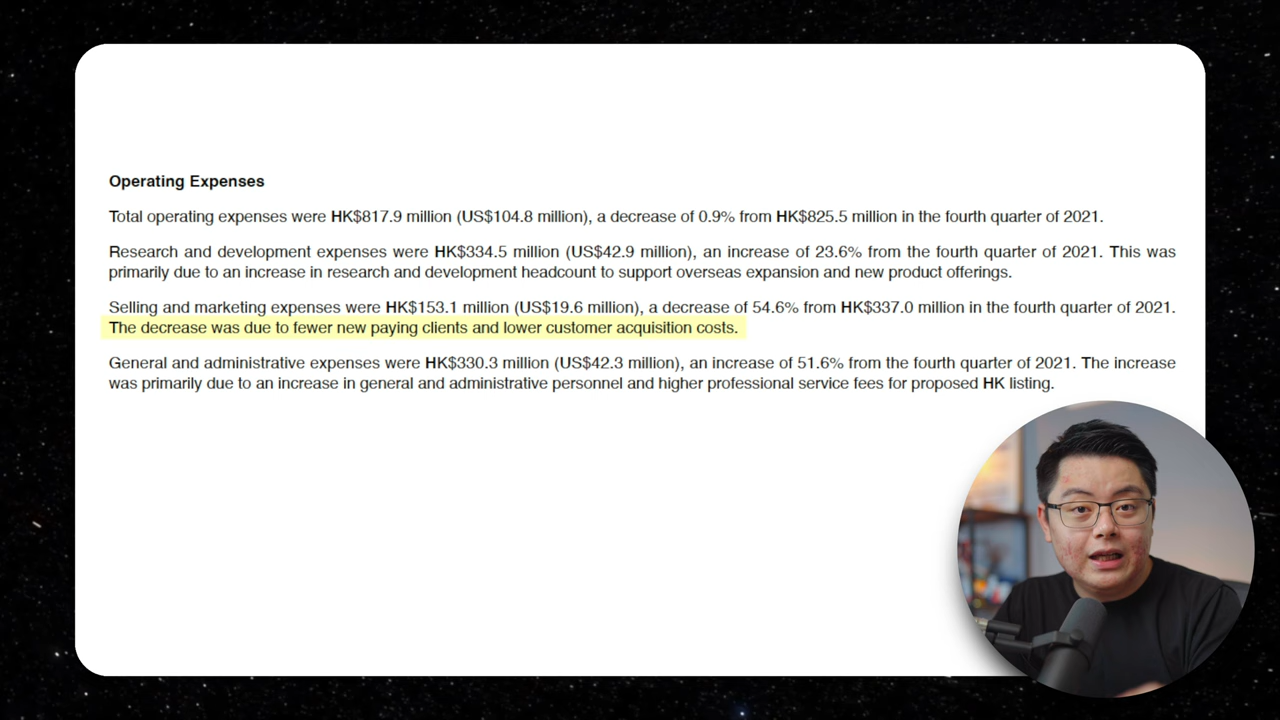 Operating Expenses
Total operating expenses were HK$817.9 million (US$104.8 million), a decrease of 0.9% from HK$825.5 million in the fourth quarter of 2021.
Research and development expenses were HK$334.5 million (US$42.9 million), an increase of 23.6% from the fourth quarter of 2021. This was
primarily due to an increase in research and development headcount to support overseas expansion and new product offerings.
Selling and marketing expenses were HK$153.1 million (US$19.6 million), a decrease of 54.6% from HK$337.0 million in the fourth quarter of 2021.
The decrease was due to fewer new paying clients and lower customer acquisition costs.
General and administrative expenses were HK$330.3 million (US$42.3 million), an increase of 51.6% from the fourth quarter of 2021. The increase
was primarily due to an increase in general and administrative personnel and higher professional service fees for proposed HK listing.